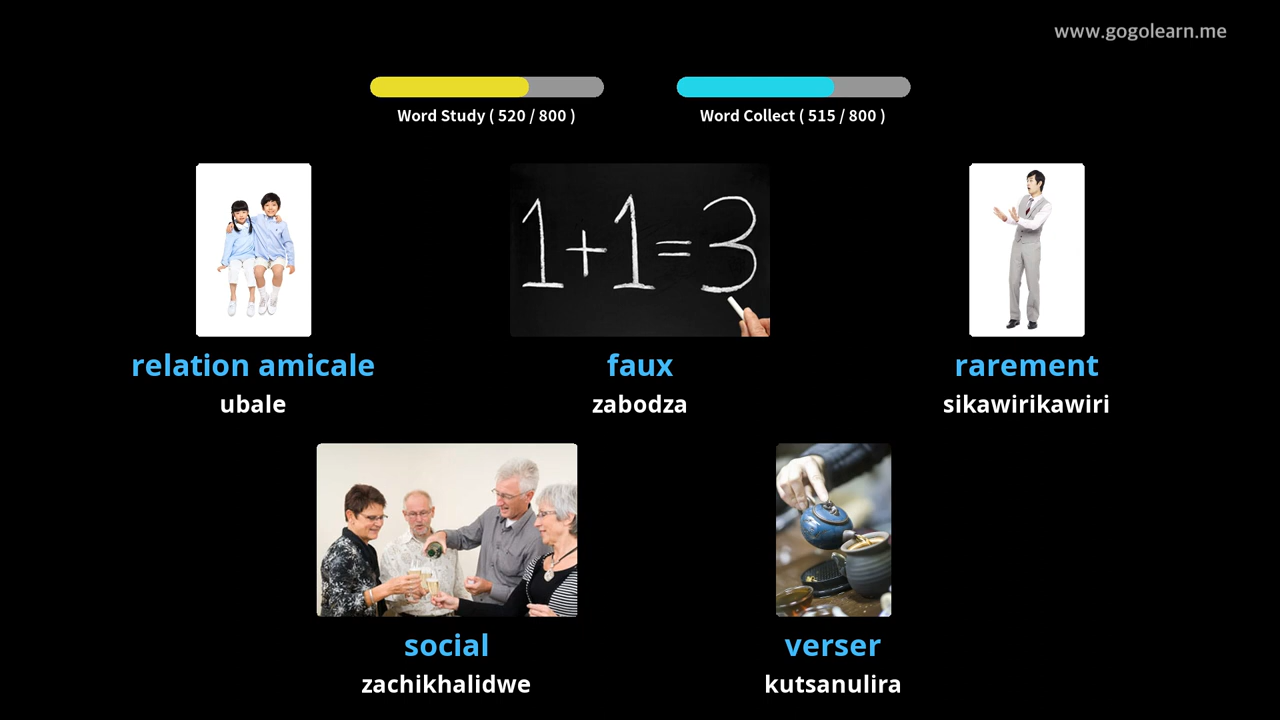 www.gogolearn.me
Word Study ( 520 / 800 )
Word Collect ( 515 / 800 )
1+1=3
relation amicale
ubale
faux
zabodza
rarement
sikawirikawiri
social
zachikhalidwe
verser
kutsanulira